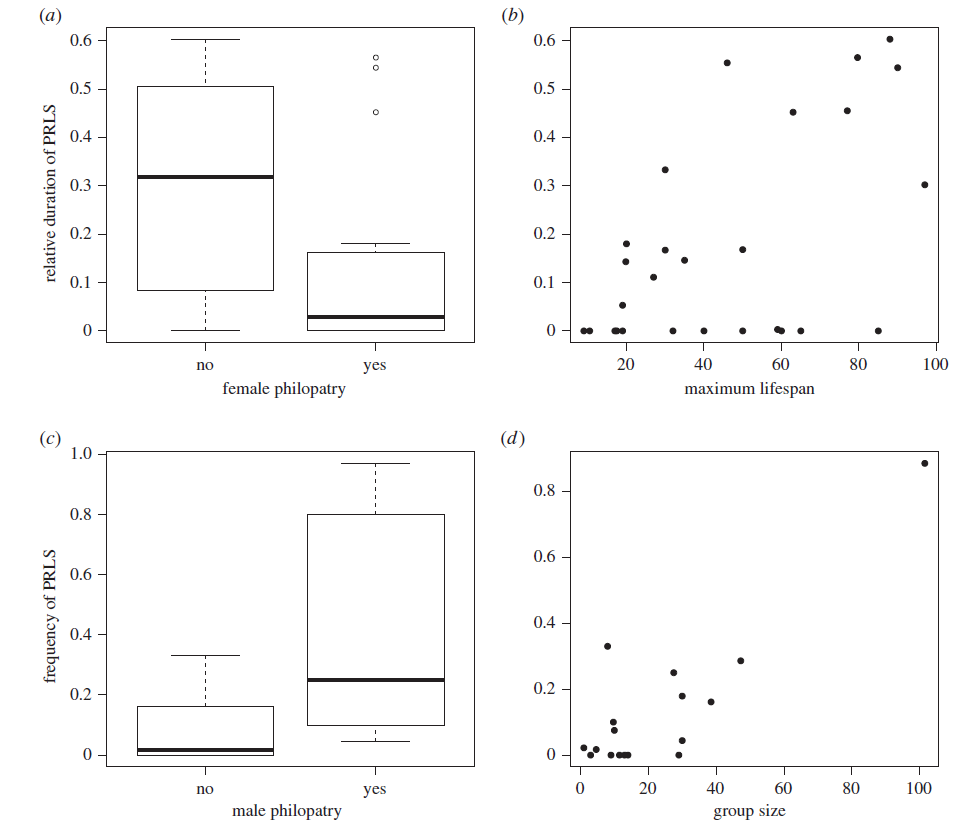 (a)
0.6
0.5
0.4
0.3
0.2
0.1
0
relative duration of PRLS
no yes
female philopatry
(b)
0.6
0.5
0.4
0.3
0.2
0.1
0
20 40 60 80 100
maximum lifespan
(c)
1.0
0.8
0.6
0.4
0.2
0
frequency of PRLS
no yes
male philopatry
(d)
0.8
0.6
0.4
0.2
0
0 20 40 60 80 100
group size